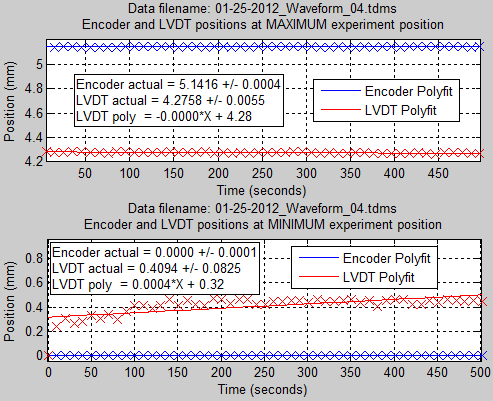 Data filename: 01-25-2012_Waveform_04.tdms
Encoder and LVDT positions at MAXIMUM experiment position
Position (mm)
5
4.8
4.6
4.4
4.2
Encoder actual = 5.1416 +/- 0.0004
LVDT actual = 4.2758 +/- 0.0055
LVDT poly = -0.0000*X + 4.28
Encoder Polyfit
LVDT Polyfit
50 100 150 200 250 300 350 400 450
Time (seconds)
Data filename: 01-25-2012_Waveform_04.tdms
Encoder and LVDT positions at MINIMUM experiment position
Position (mm)
0.8
0.6
0.4
0.2
0
Encoder actual = 0.0000 +/- 0.0001
LVDT actual = 0.4094 +/- 0.0825
LVDT poly = 0.0004*X + 0.32
Encoder Polyfit
LVDT Polyfit
0 50 100 150 200 250 300 350 400 450 500
Time (seconds)